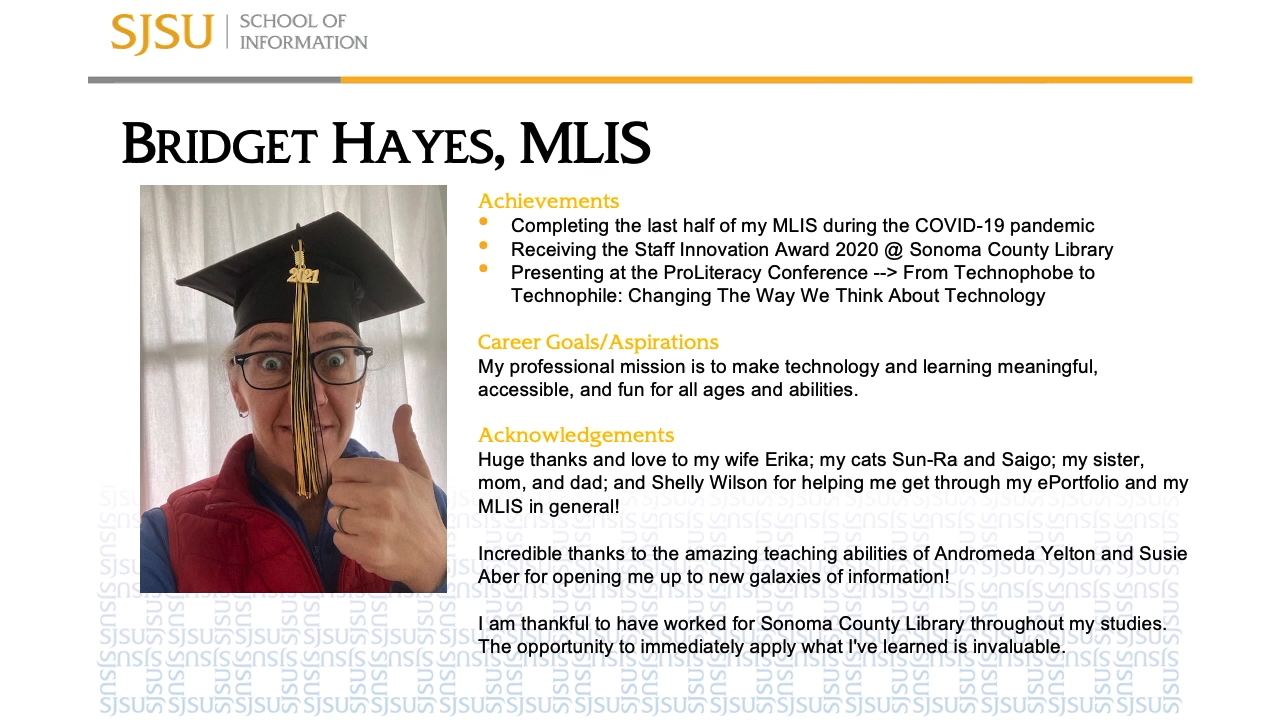 SJSU SCHOOL OF
INFORMATION
BRIDGET HAYES, MLIS
2021
Achievements
• Completing the last half of my MLIS during the COVID-19 pandemic
• Receiving the Staff Innovation Award 2020 @ Sonoma County Library
• Presenting at the ProLiteracy Conference --> From Technophobe to
Technophile: Changing The Way We Think About Technology
Career Goals/Aspirations
My professional mission is to make technology and learning meaningful,
accessible, and fun for all ages and abilities.
Acknowledgements
Huge thanks and love to my wife Erika; my cats Sun-Ra and Saigo; my sister,
mom, and dad; and Shelly Wilson for helping me get through my ePortfolio and my
MLIS in general!
Incredible thanks to the amazing teaching abilities of Andromeda Yelton and Susie
Aber for opening me up to new galaxies of information!
I am thankful to have worked for Sonoma County Library throughout my studies.
The opportunity to immediately apply what I've learned is invaluable.